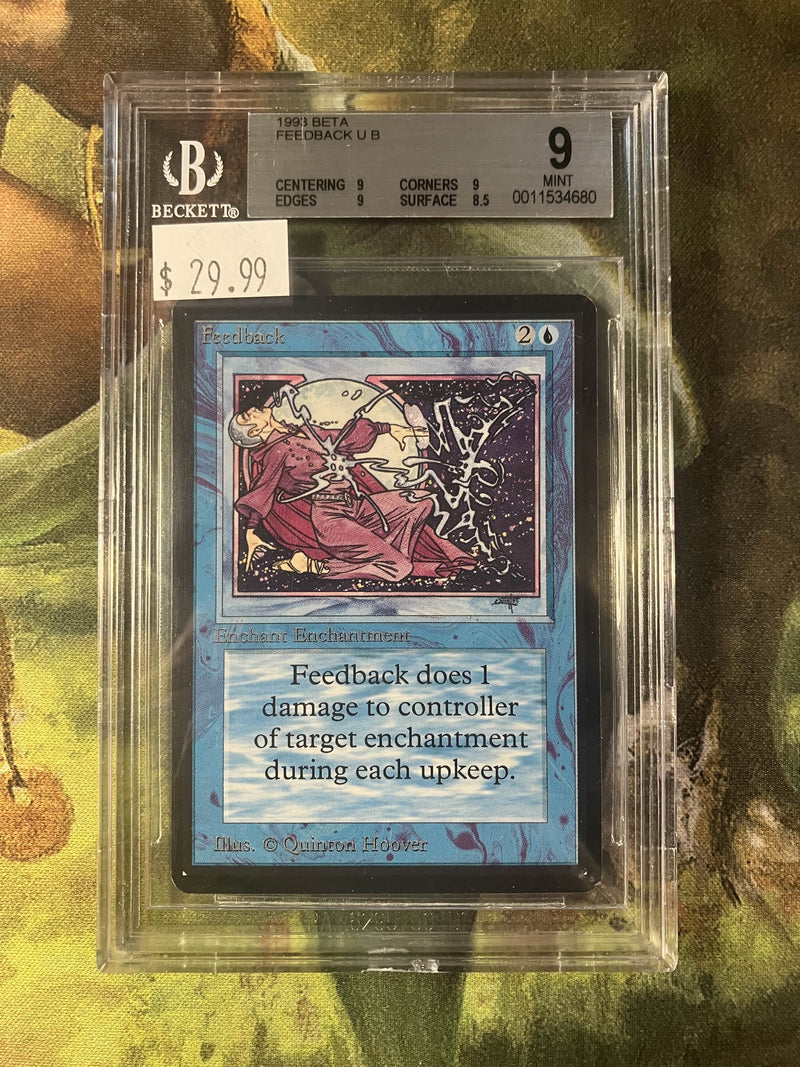 1993 BETA
FEEDBACK U B
CENTERING 9 CORNERS 9
EDGES 9 SURFACE 8.5
9
MINT
0011534680
B
BECKETT®
$ 29.99
Feedback 2
Enchant Enchantment
Feedback does 1
damage to controller
of target enchantment
during each upkeep.
Illus. © Quinton Hoover